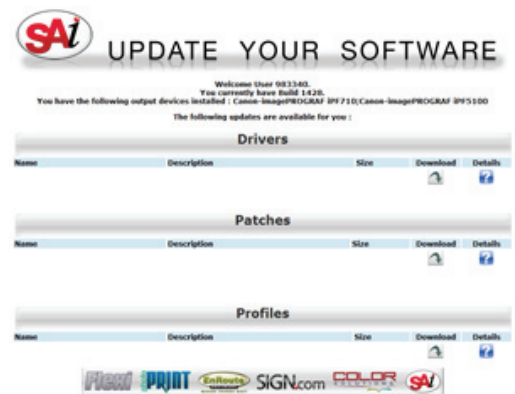 SAi
UPDATE YOUR SOFTWARE
Welcome User 983340.
You currently have Build 1428.
You have the following output devices installed : Canon-imagePROGRAF iPF710;Canon-imagePROGRAF iPF5100
The following updates are available for you :
Drivers
Name Description Size Download Details
Patches
Name Description Size Download Details
Profiles
Name Description Size Download Details
Flexi PRINT EnRoute SIGN.com COLOR SOLUTIONS SAi